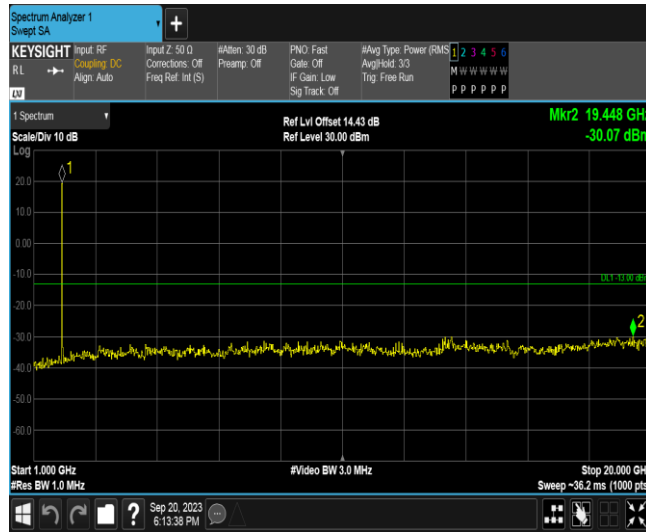 Spectrum Analyzer 1
Swept SA
+
KEYSIGHT
RL
LXI
Input: RF
Coupling: DC
Align: Auto
Input Z: 50 Ω
Corrections: Off
Freq Ref: Int (S)
#Atten: 30 dB
Preamp: Off
PNO: Fast
Gate: Off
IF Gain: Low
Sig Track: Off
#Avg Type: Power (RMS
Avg|Hold: 3/3
Trig: Free Run
1 2 3 4 5 6
M W W W W W
P P P P P P
1 Spectrum
Scale/Div 10 dB
Ref Lvl Offset 14.43 dB
Ref Level 30.00 dBm
Mkr2 19.448 GHz
-30.07 dBm
Log
1
20.0
10.0
0.00
-10.0
DL1 -13.00 dBm
-20.0
2
-30.0
-40.0
-50.0
-60.0
Start 1.000 GHz
#Video BW 3.0 MHz
Stop 20.000 GH
#Res BW 1.0 MHz
Sweep ~36.2 ms (1000 pts
?
Sep 20, 2023
6:13:38 PM